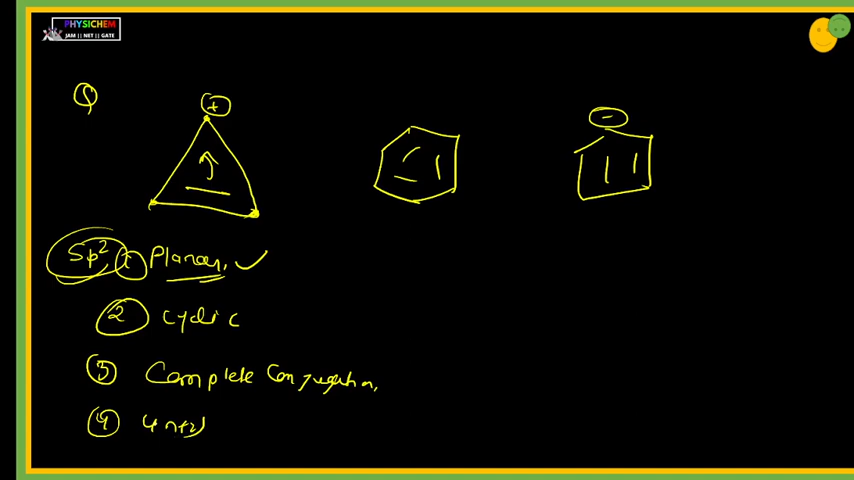 PHYSICHEM
JAM || NET || GATE
Q
+
-
Sp² ① Planar,
② cyclic
③ Complete Conjugation,
④ 4n+2)